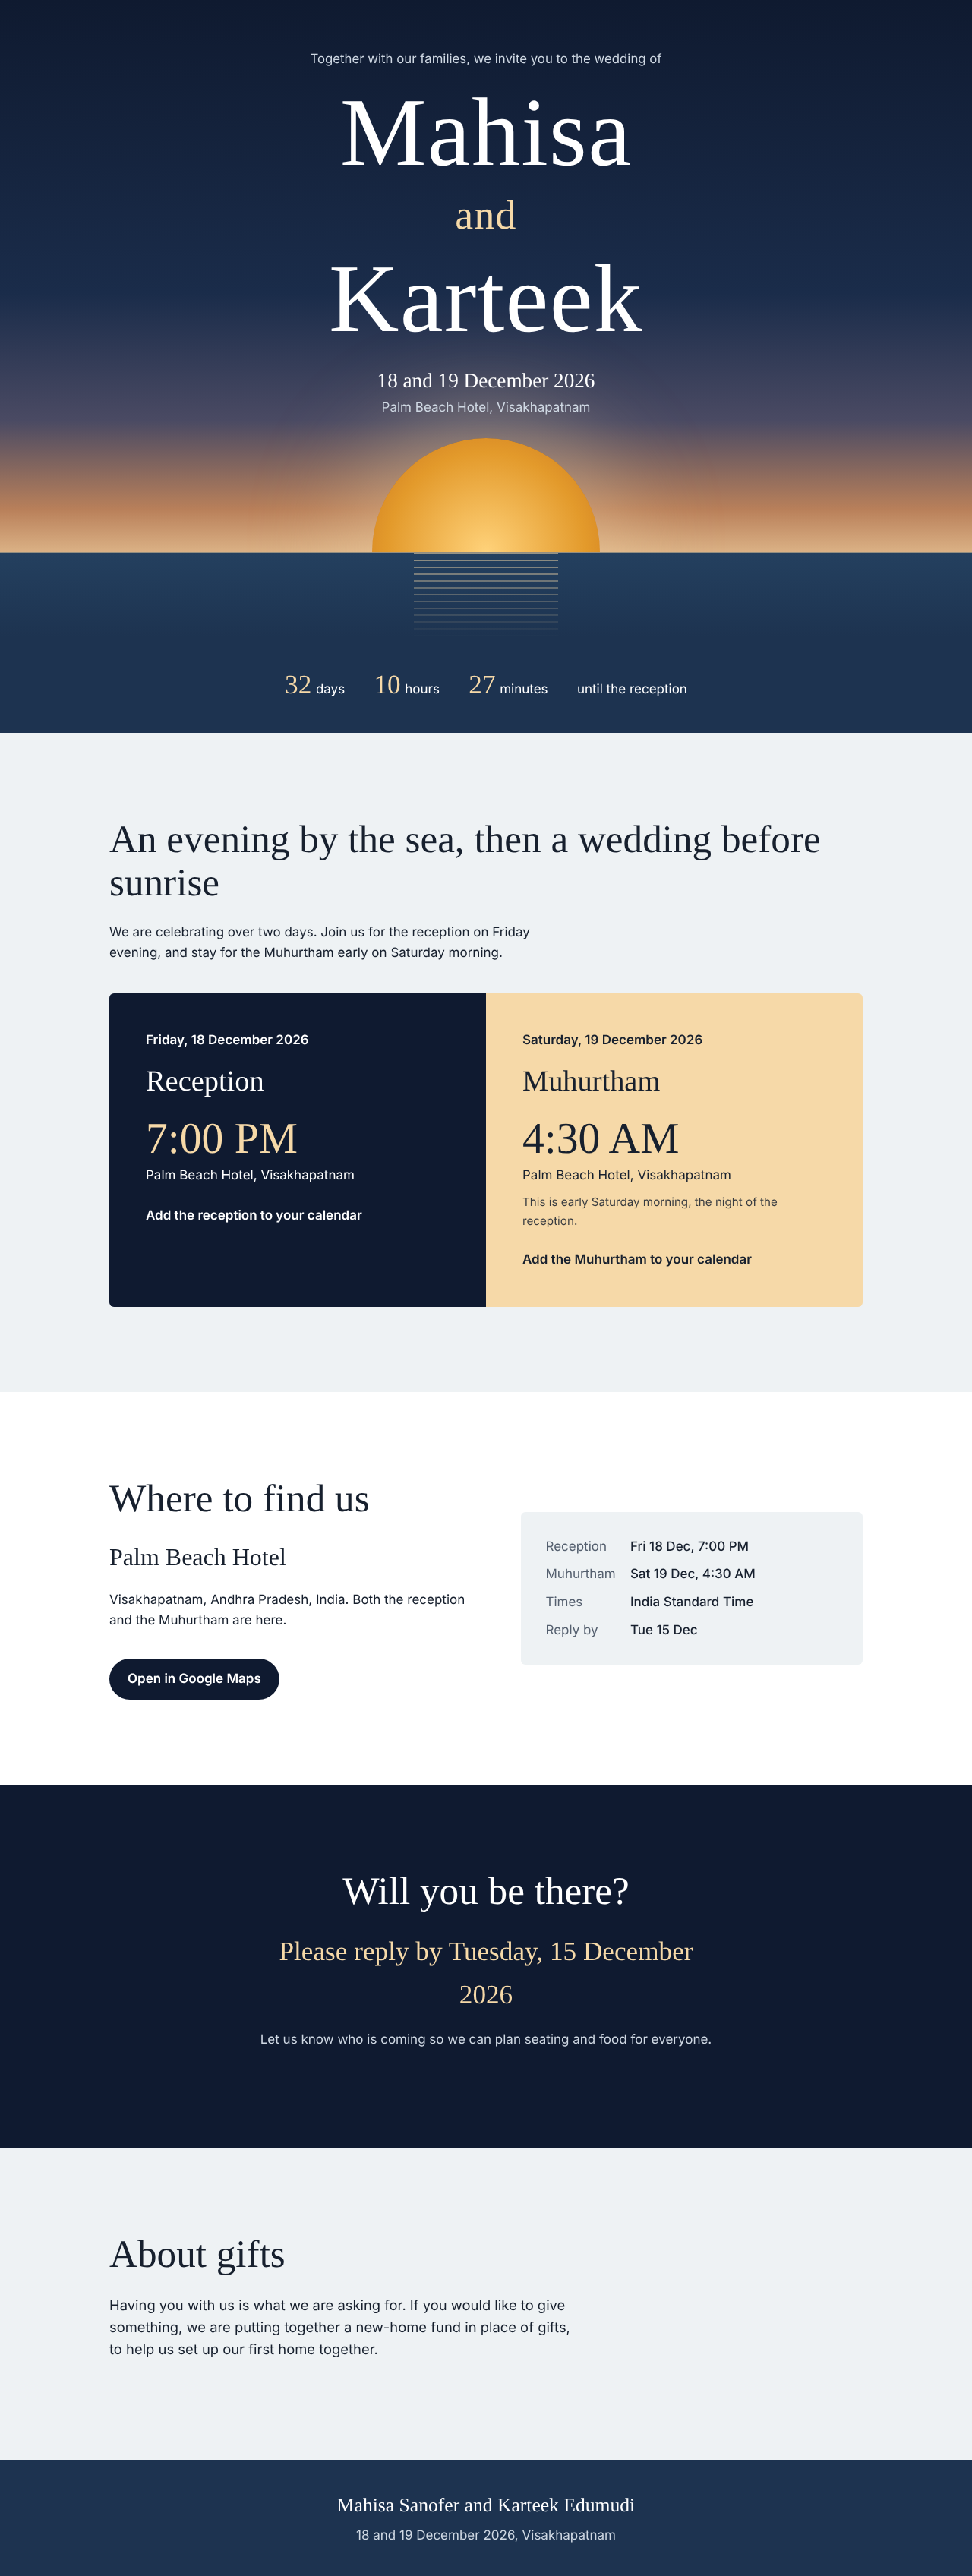 Together with our families, we invite you to the wedding of
Mahisa
and
Karteek
18 and 19 December 2026
Palm Beach Hotel, Visakhapatnam
32 days 10 hours 27 minutes until the reception
An evening by the sea, then a wedding before
sunrise
We are celebrating over two days. Join us for the reception on Friday
evening, and stay for the Muhurtham early on Saturday morning.
Friday, 18 December 2026
Reception
7:00 PM
Palm Beach Hotel, Visakhapatnam
Add the reception to your calendar
Saturday, 19 December 2026
Muhurtham
4:30 AM
Palm Beach Hotel, Visakhapatnam
This is early Saturday morning, the night of the
reception.
Add the Muhurtham to your calendar
Where to find us
Palm Beach Hotel
Visakhapatnam, Andhra Pradesh, India. Both the reception
and the Muhurtham are here.
Open in Google Maps
Reception Fri 18 Dec, 7:00 PM
Muhurtham Sat 19 Dec, 4:30 AM
Times India Standard Time
Reply by Tue 15 Dec
Will you be there?
Please reply by Tuesday, 15 December
2026
Let us know who is coming so we can plan seating and food for everyone.
About gifts
Having you with us is what we are asking for. If you would like to give
something, we are putting together a new-home fund in place of gifts,
to help us set up our first home together.
Mahisa Sanofer and Karteek Edumudi
18 and 19 December 2026, Visakhapatnam